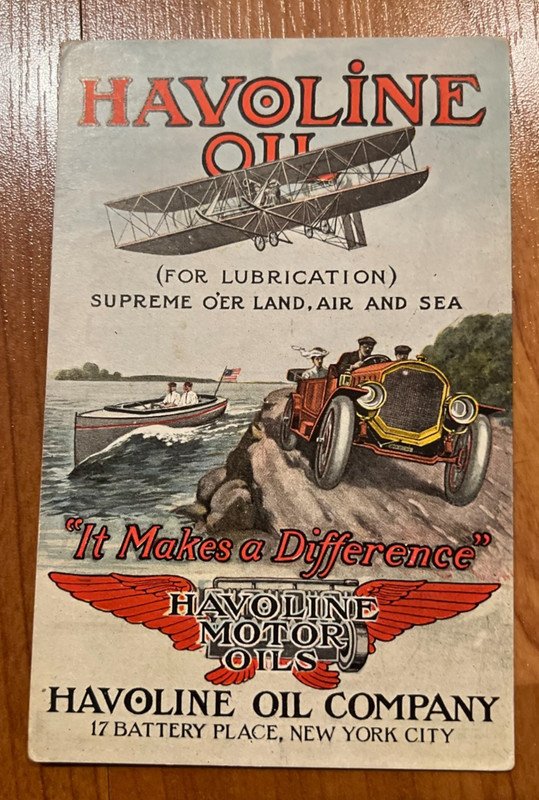 HAVOLINE
OIL
(FOR LUBRICATION)
SUPREME O'ER LAND, AIR AND SEA
"It Makes a Difference"
HAVOLINE
MOTOR
OILS
HAVOLINE OIL COMPANY
17 BATTERY PLACE, NEW YORK CITY